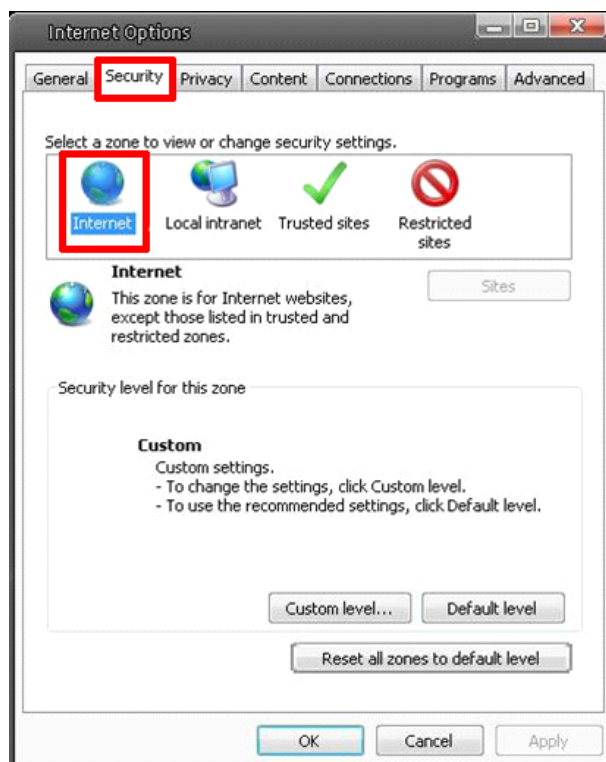 Internet Options
General Security Privacy Content Connections Programs Advanced
Select a zone to view or change security settings.
Internet Local intranet Trusted sites Restricted
sites
Internet
Sites
This zone is for Internet websites,
except those listed in trusted and
restricted zones.
Security level for this zone
Custom
Custom settings.
- To change the settings, click Custom level.
- To use the recommended settings, click Default level.
Custom level... Default level
Reset all zones to default level
OK Cancel Apply